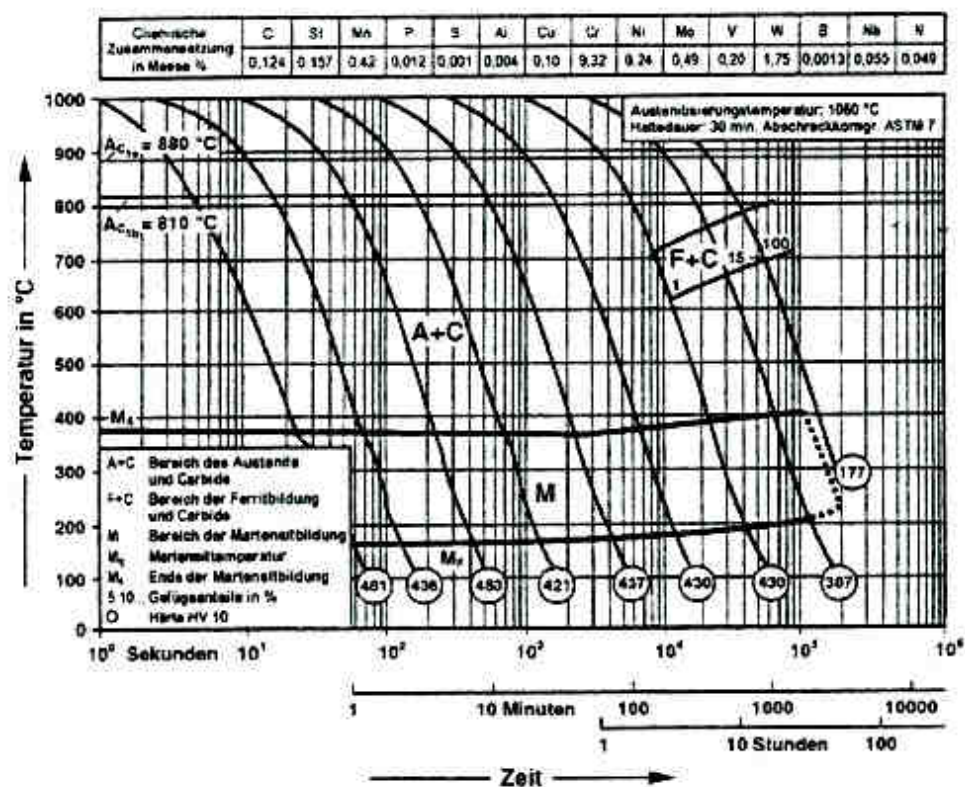 Chemische Zusammensetzung in Masse % C Si Mn P S Al Cu Cr Ni Mo V W B Nb N
0,124 0.157 0.42 0,012 0,001 0,004 0,10 9,32 0.24 0,49 0,20 1,75 0,0013 0,055 0,049
Austenitisierungstemperatur: 1060 °C
Haltedauer: 30 min. Abschreckkorngr. ASTM 7
Temperatur in °C
1000
900
800
700
600
500
400
300
200
100
0
Ac1e = 880 °C
Ac1b = 810 °C
F+C
1
15
100
A+C
Ms
M
Mf
A+C Bereich des Austenits
und Carbide
F+C Bereich der Ferritbildung
und Carbide
M Bereich der Martensitbildung
Ms Martensittemperatur
Ende der Martensitbildung
5 10... Gefügeanteile in %
Härte HV 10
177
461 436 421 437 430 430 387
10⁰ Sekunden 10¹ 10² 10³ 10⁴ 10⁵ 10⁶
1 10 Minuten 100 1000 10000
1 10 Stunden 100
Zeit